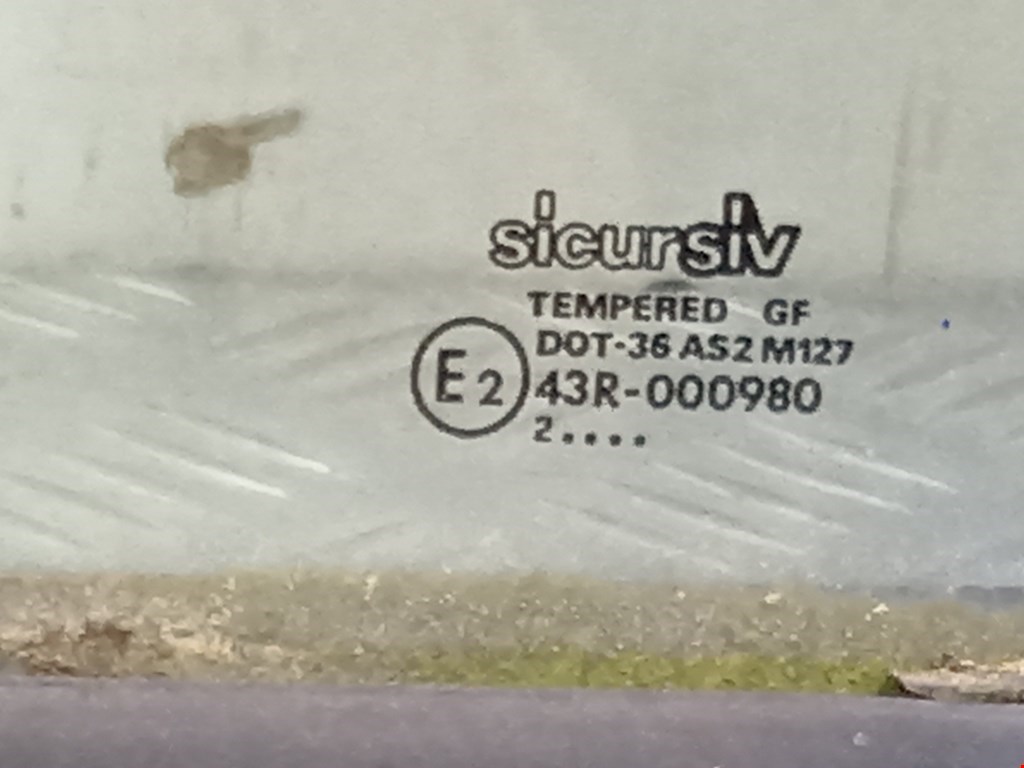 sicursiv
TEMPERED GF
DOT-36 AS2 M127
E2 43R-000980
2....